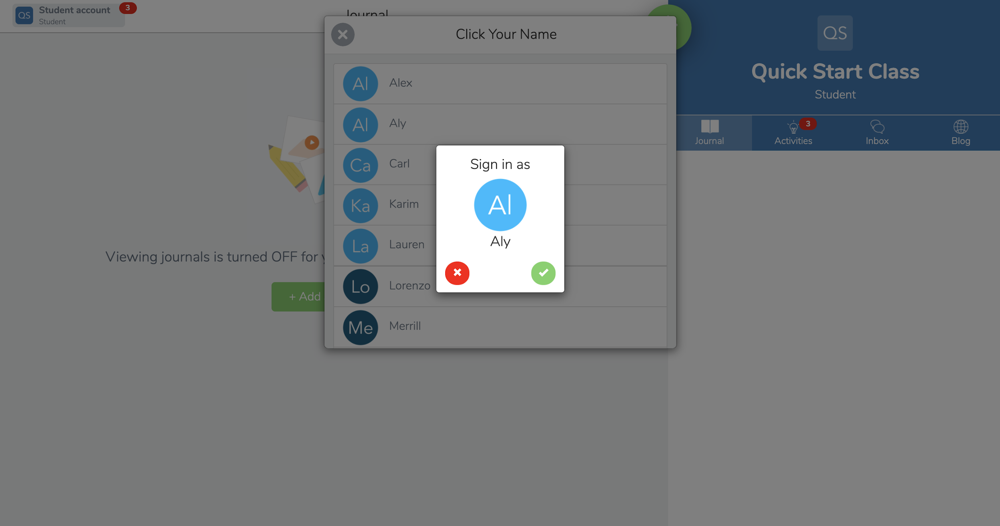 QS
Student account
Student
3
Journal
Click Your Name
Al
Alex
Al
Aly
Ca
Carl
Ka
Karim
La
Lauren
Lo
Lorenzo
Me
Merrill
Sign in as
Al
Aly
Viewing journals is turned OFF for
+ Add
QS
Quick Start Class
Student
Journal
Activities
3
Inbox
Blog